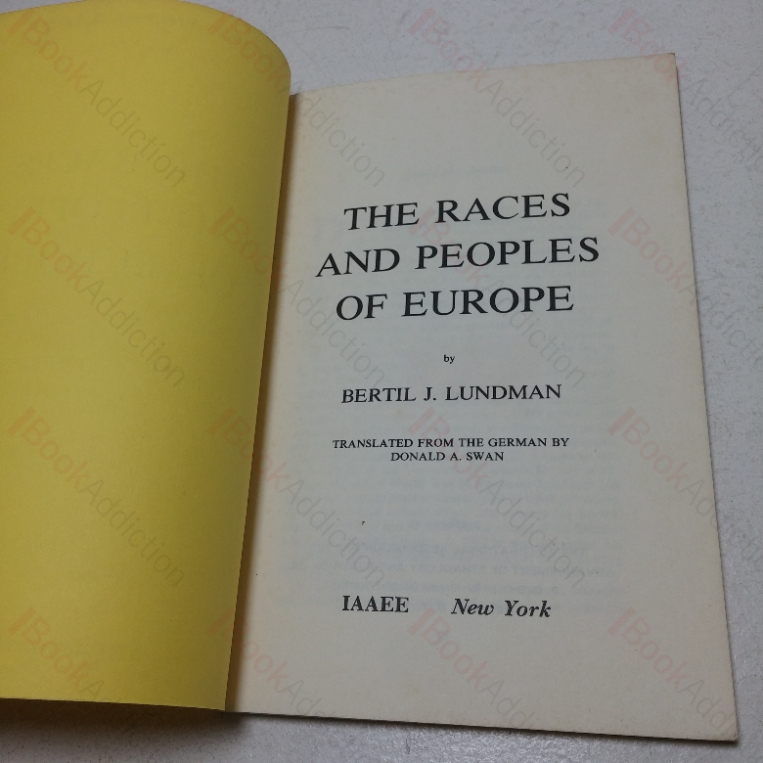 THE RACES
AND PEOPLES
OF EUROPE
by
BERTIL J. LUNDMAN
TRANSLATED FROM THE GERMAN BY
DONALD A. SWAN
IAAEE New York
BookAddiction